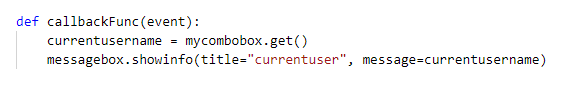 def callbackFunc(event):
    currentusername = mycombobox.get()
    messagebox.showinfo(title="currentuser", message=currentusername)